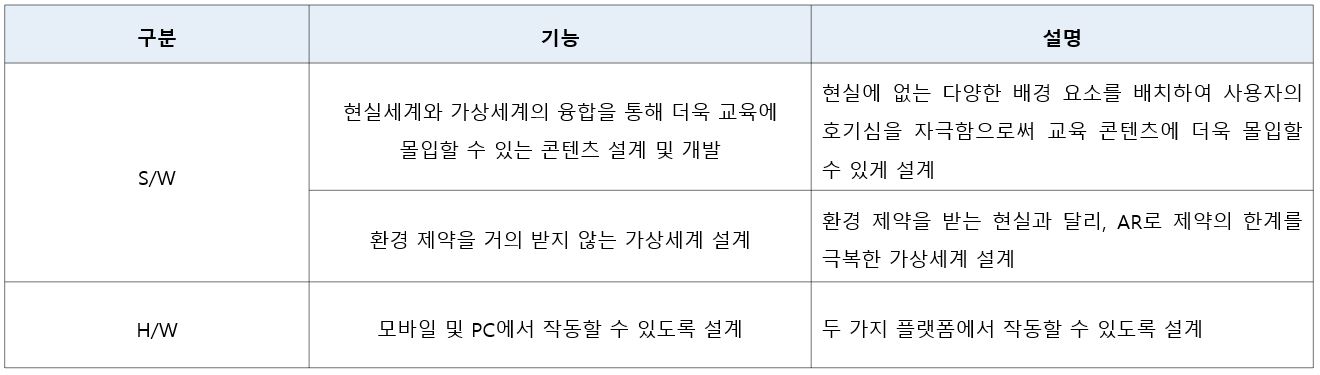 구분
기능
설명
S/W
현실세계와 가상세계의 융합을 통해 더욱 교육에
몰입할 수 있는 콘텐츠 설계 및 개발
현실에 없는 다양한 배경 요소를 배치하여 사용자의
호기심을 자극함으로써 교육 콘텐츠에 더욱 몰입할
수 있게 설계
환경 제약을 거의 받지 않는 가상세계 설계
환경 제약을 받는 현실과 달리, AR로 제약의 한계를
극복한 가상세계 설계
H/W
모바일 및 PC에서 작동할 수 있도록 설계
두 가지 플랫폼에서 작동할 수 있도록 설계